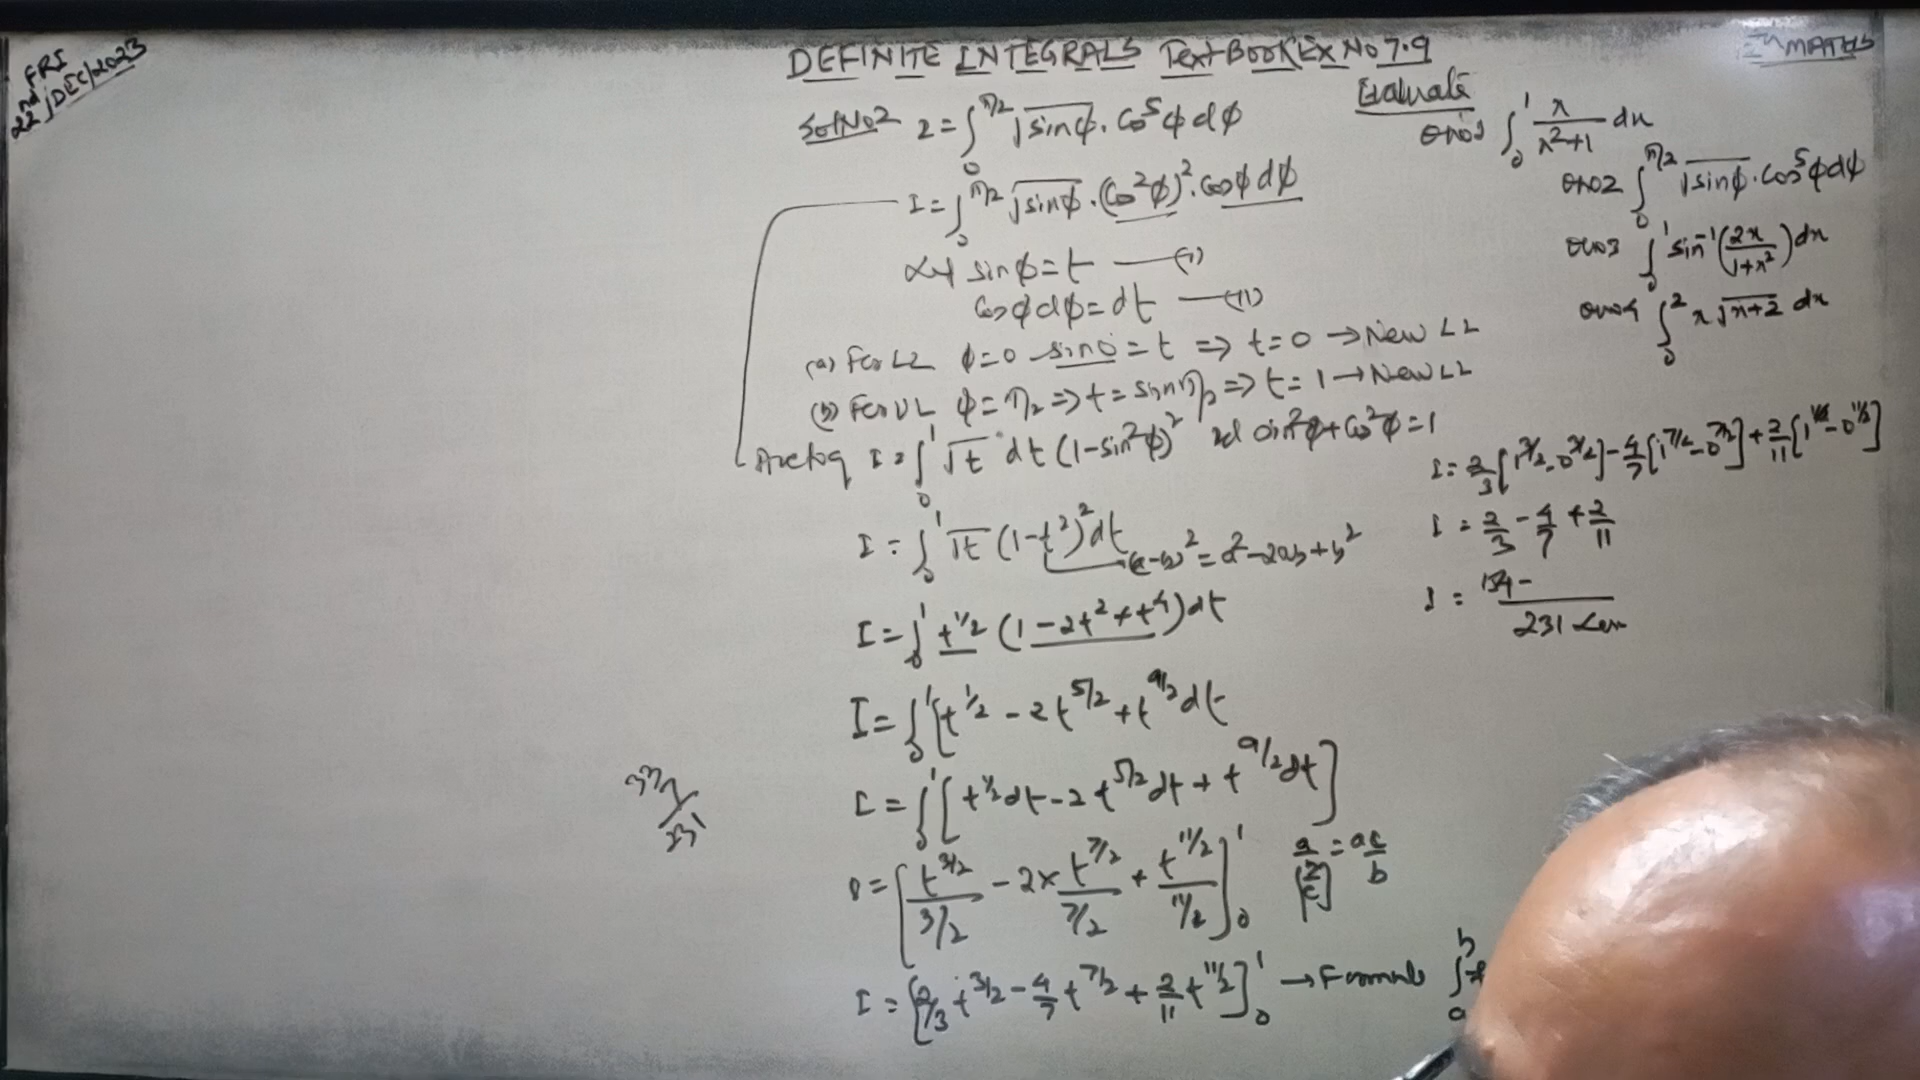 FRI
22nd/DEC/2023
DEFINITE INTEGRALS Text Book Ex No 7.9
MATHS
Evaluate
Sol No 2 I = ∫₀^π/2 √sinϕ . Cos⁵ϕ dϕ
I = ∫₀^π/2 √sinϕ . (Cos²ϕ)² . cosϕ dϕ
Let sinϕ = t —(I)
Cosϕ dϕ = dt —(II)
(a) For LL ϕ = 0 sin0 = t ⇒ t = 0 → New LL
(b) For UL ϕ = π/2 ⇒ t = sin π/2 ⇒ t = 1 → New LL
I = ∫₀¹ √t dt (1 - sin²ϕ)² sin²ϕ + Cos²ϕ = 1
I = ∫₀¹ √t (1 - t²)² dt (a-b)² = a² - 2ab + b²
I = ∫₀¹ t^1/2 (1 - 2t² + t⁴) dt
I = ∫₀¹ [t^1/2 - 2t^5/2 + t^9/2 dt
I = ∫₀¹ [t^1/2 dt - 2 t^5/2 dt + t^9/2 dt]
I = [t^3/2 / 3/2 - 2 × t^7/2 / 7/2 + t^11/2 / 11/2]₀¹
I = [2/3 t^3/2 - 4/7 t^7/2 + 2/11 t^11/2]₀¹ → Formula ∫ₐᵇ
33/231
= ac/b
Q No 1 ∫₀¹ x/x²+1 dx
Q No 2 ∫₀^π/2 √sinϕ . Cos⁵ϕ dϕ
Q No 3 ∫₀¹ sin⁻¹(2x/1+x²) dx
Q No 4 ∫₀² x √x+2 dx
I = 2/3 [1^3/2 - 0^3/2] - 4/7 [1^7/2 - 0^7/2] + 2/11 [1^11/2 - 0^11/2]
I = 2/3 - 4/7 + 2/11
I = 154 - / 231 Lcm